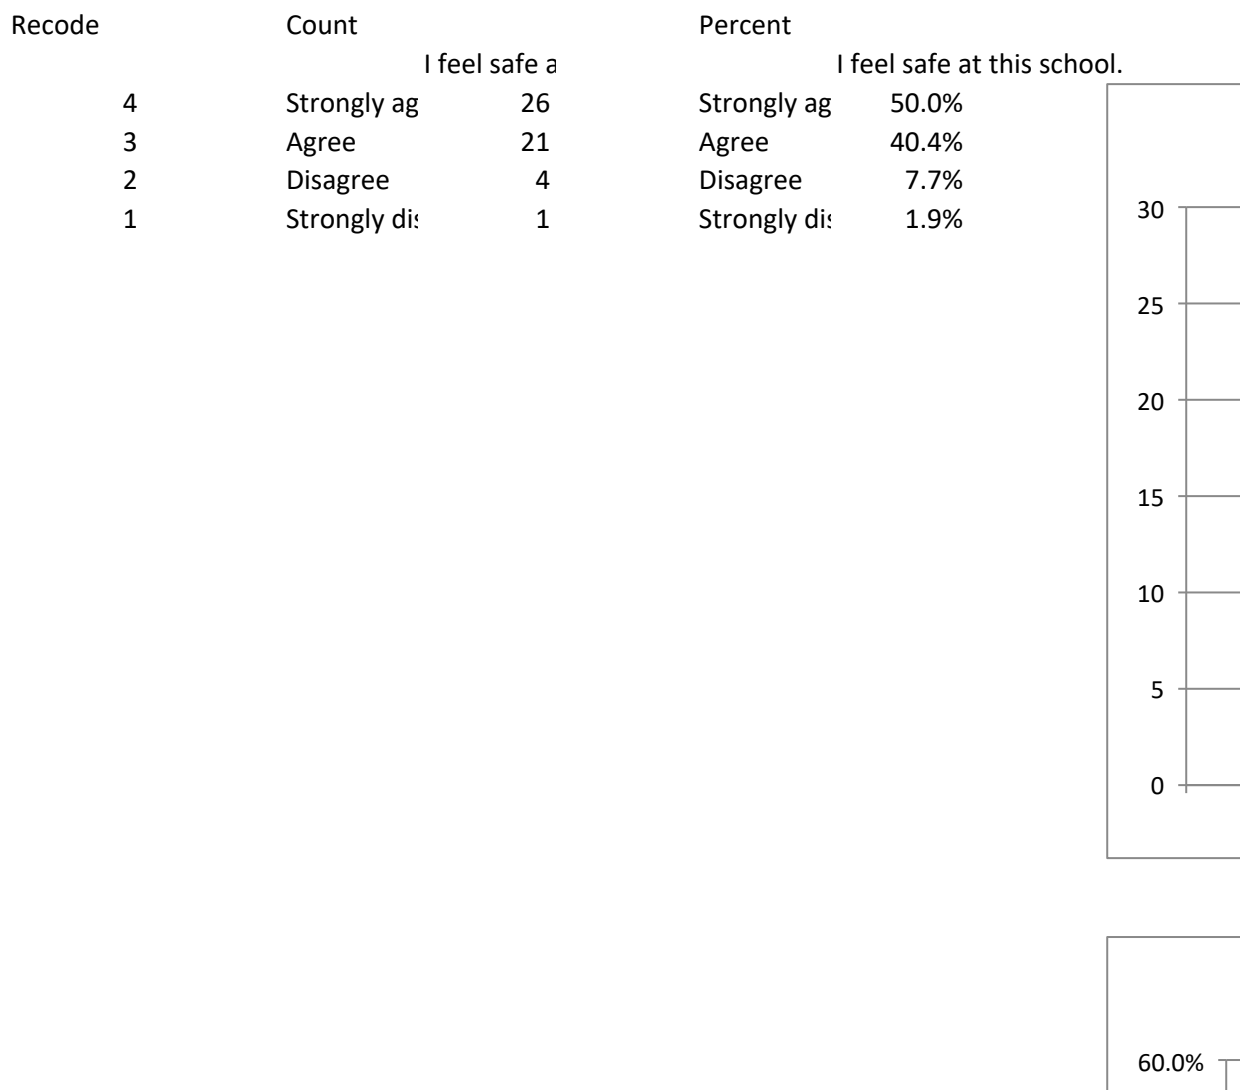 Recode Count Percent
I feel safe a I feel safe at this school.
4 Strongly ag 26 Strongly ag 50.0%
3 Agree 21 Agree 40.4%
2 Disagree 4 Disagree 7.7%
1 Strongly dis 1 Strongly dis 1.9%
30
25
20
15
10
5
0
60.0%